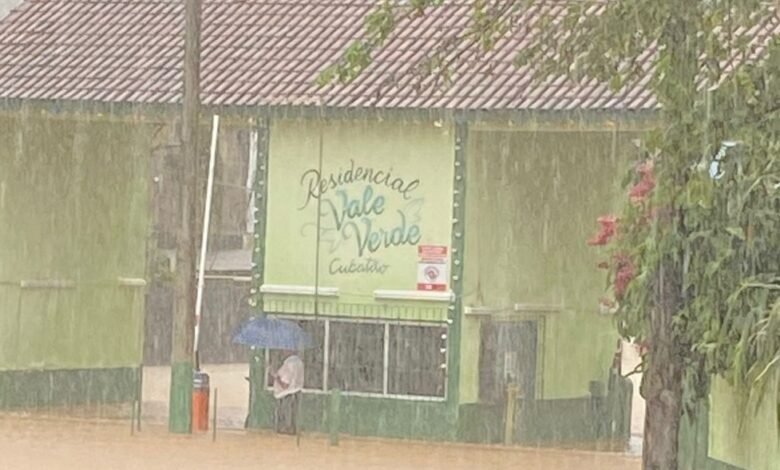 Residencial
Vale
Verde
Cubatão